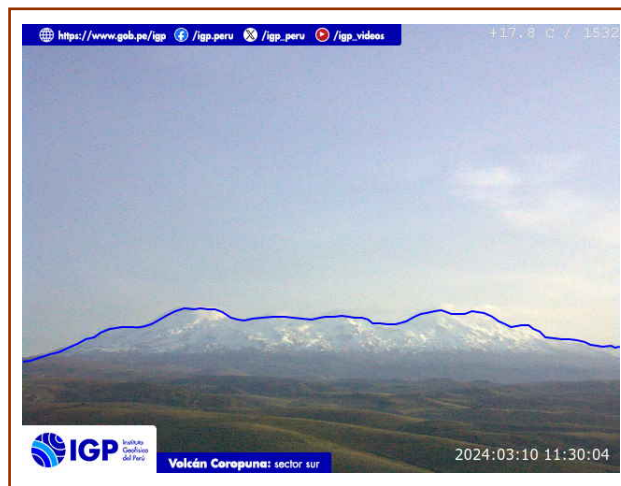 https://www.gob.pe/igp /igp.peru /igp_peru /igp_videos
+17.8 C / 1532
IGP
Instituto
Geofísico
del Perú
Volcán Coropuna: sector sur
2024:03:10 11:30:04